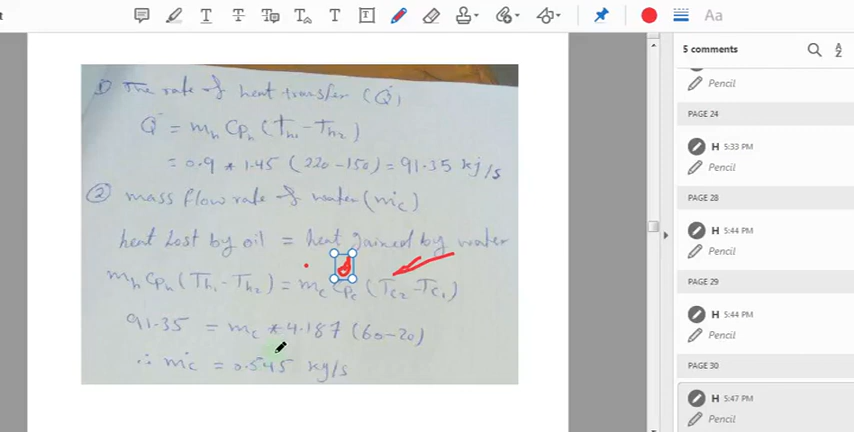 t
Aa
5 comments
Pencil
PAGE 24
H 5:33 PM
Pencil
PAGE 28
H 5:44 PM
Pencil
PAGE 29
H 5:44 PM
Pencil
PAGE 30
H 5:47 PM
Pencil
① The rate of heat transfer (Q̇)
Q̇ = mh Cph (Th1 - Th2)
= 0.9 * 1.45 (220 - 150) = 91.35 kj/s
② mass flow rate of water (ṁc)
heat Lost by oil = heat gained by water
mh Cph (Th1 - Th2) = mc Cpc (Tc2 - Tc1)
91.35 = mc * 4.187 (60-20)
∴ ṁc = 0.545 kg/s